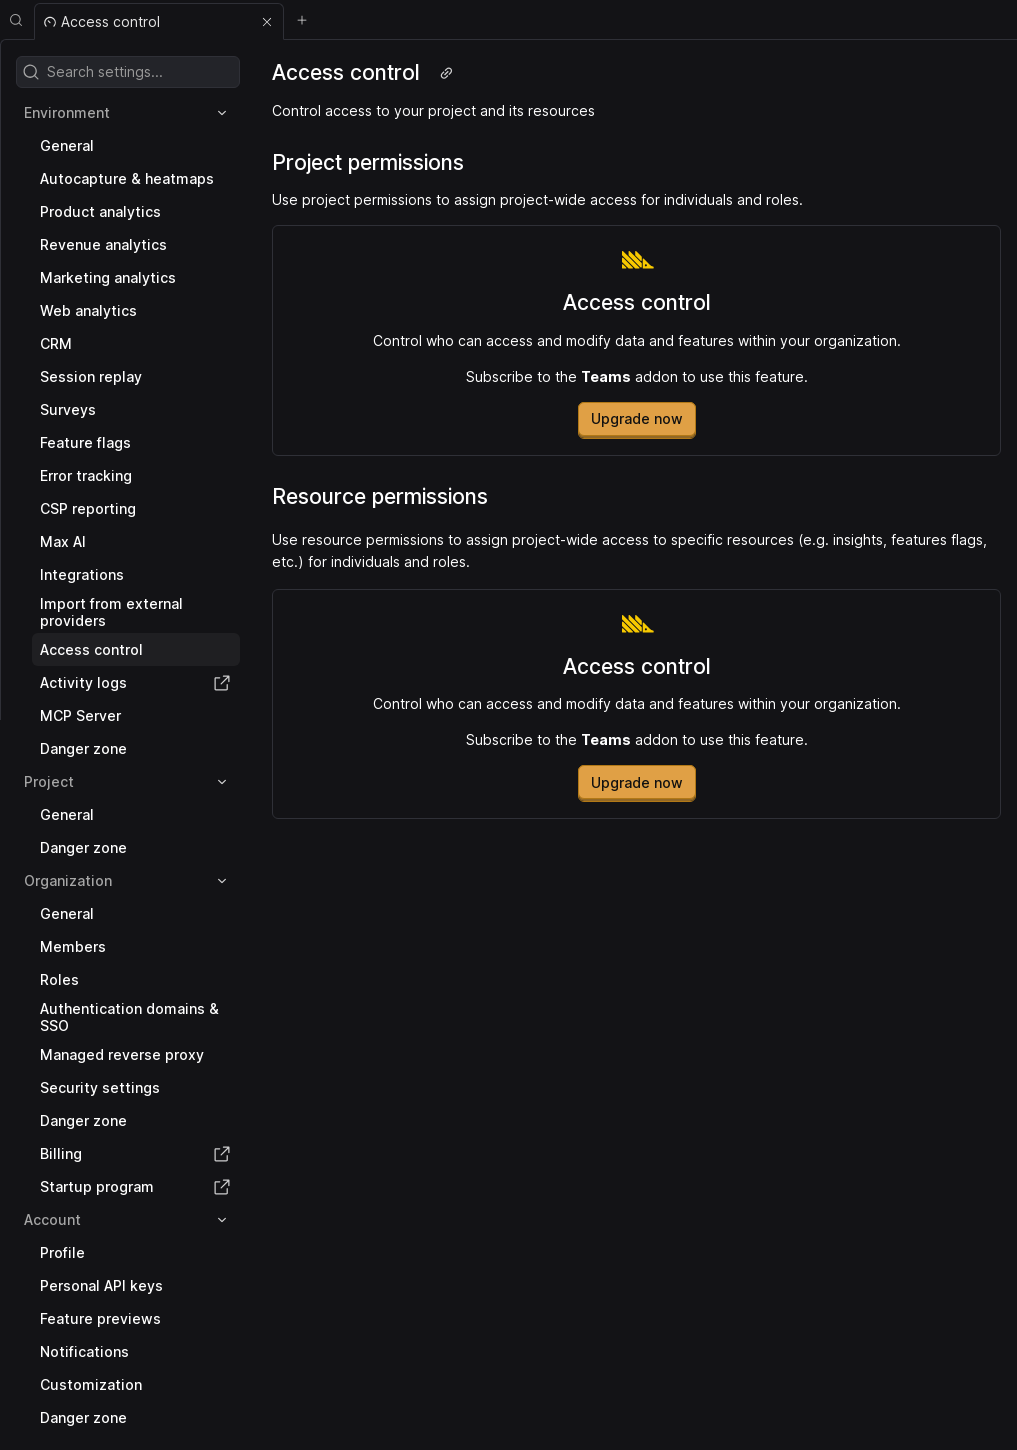 Access control
Search settings...
Environment
General
Autocapture & heatmaps
Product analytics
Revenue analytics
Marketing analytics
Web analytics
CRM
Session replay
Surveys
Feature flags
Error tracking
CSP reporting
Max AI
Integrations
Import from external
providers
Access control
Activity logs
MCP Server
Danger zone
Project
General
Danger zone
Organization
General
Members
Roles
Authentication domains &
SSO
Managed reverse proxy
Security settings
Danger zone
Billing
Startup program
Account
Profile
Personal API keys
Feature previews
Notifications
Customization
Danger zone
Access control
Control access to your project and its resources
Project permissions
Use project permissions to assign project-wide access for individuals and roles.
Access control
Control who can access and modify data and features within your organization.
Subscribe to the Teams addon to use this feature.
Upgrade now
Resource permissions
Use resource permissions to assign project-wide access to specific resources (e.g. insights, features flags,
etc.) for individuals and roles.
Access control
Control who can access and modify data and features within your organization.
Subscribe to the Teams addon to use this feature.
Upgrade now